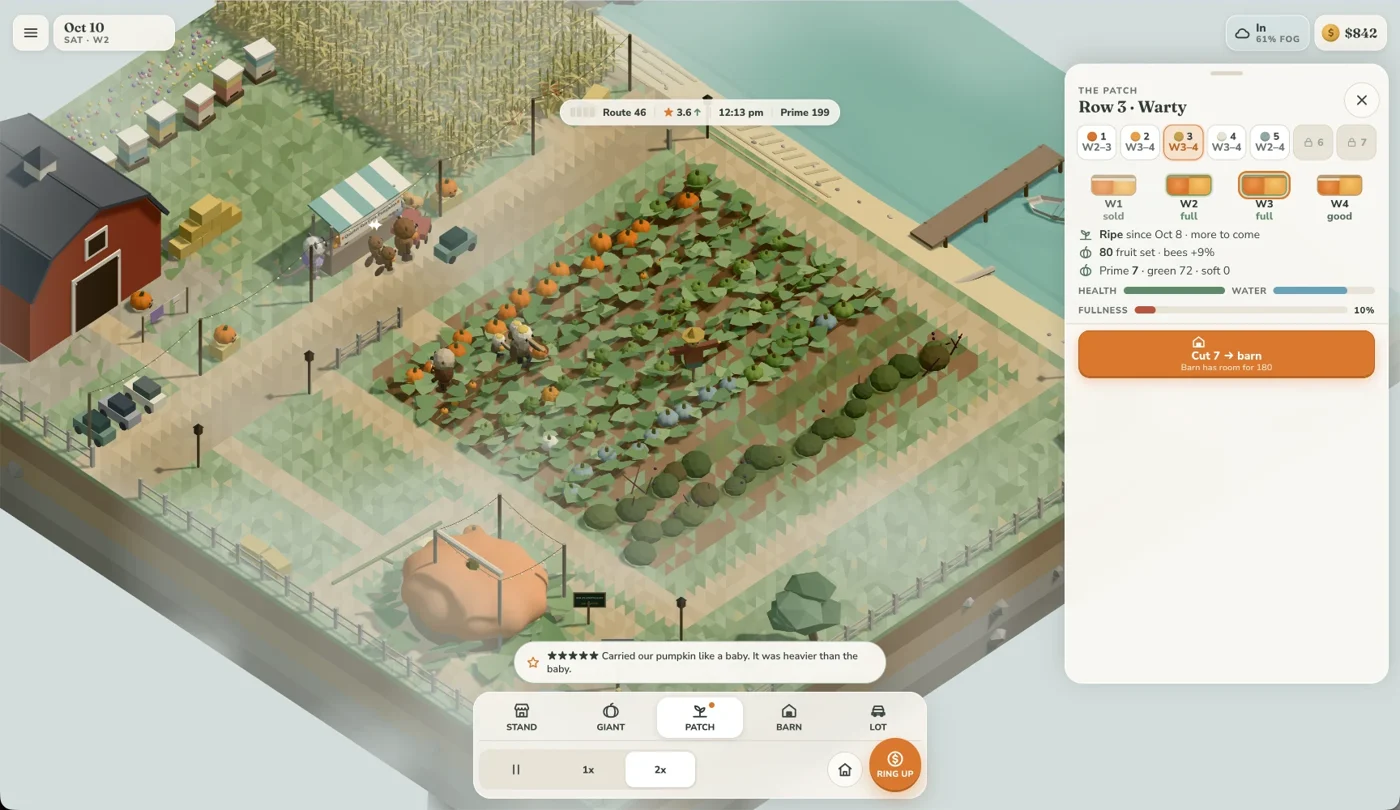 Oct 10
SAT · W2
In
61% FOG
$842
Route 46
3.6 ↑
12:13 pm
Prime 199
THE PATCH
Row 3 · Warty
1
W2–3
2
W3–4
3
W3–4
4
W3–4
5
W2–4
6
7
W1
sold
W2
full
W3
full
W4
good
Ripe since Oct 8 · more to come
80 fruit set · bees +9%
Prime 7 · green 72 · soft 0
HEALTH
WATER
FULLNESS
10%
Cut 7 → barn
Barn has room for 180
★★★★★ Carried our pumpkin like a baby. It was heavier than the
baby.
STAND
GIANT
PATCH
BARN
LOT
1x
2x
RING UP